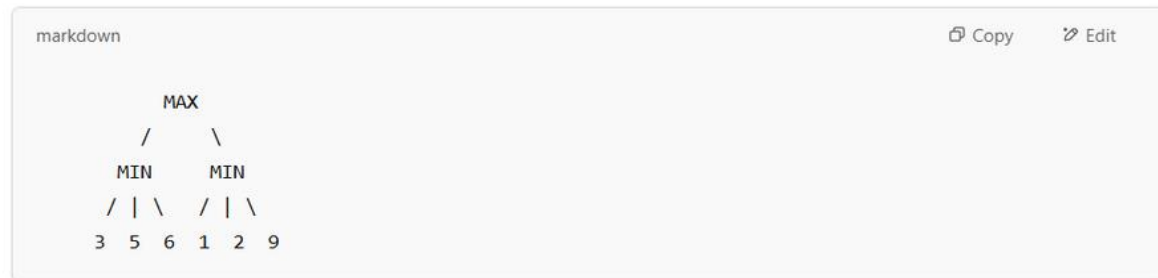 markdown Copy Edit
MAX
/ \
MIN MIN
/ | \ / | \
3 5 6 1 2 9